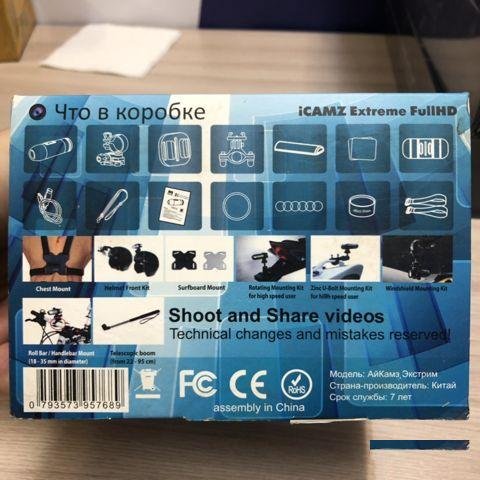 Что в коробке
iCAMZ Extreme FullHD
Chest Mount
Helmet Front Kit
Surfboard Mount
Rotating Mounting Kit
for high speed user
Zinc U-Bolt Mounting Kit
for high speed user
Windshield Mounting Kit
Roll Bar / Handlebar Mount
(18 - 35 mm in diameter)
Telescopic boom
(from 22 - 95 cm)
Shoot and Share videos
Technical changes and mistakes reserved!
0 793573 957689
FC CE RoHS
assembly in China
Модель: АйКамз Экстрим
Страна-производитель: Китай
Срок службы: 7 лет